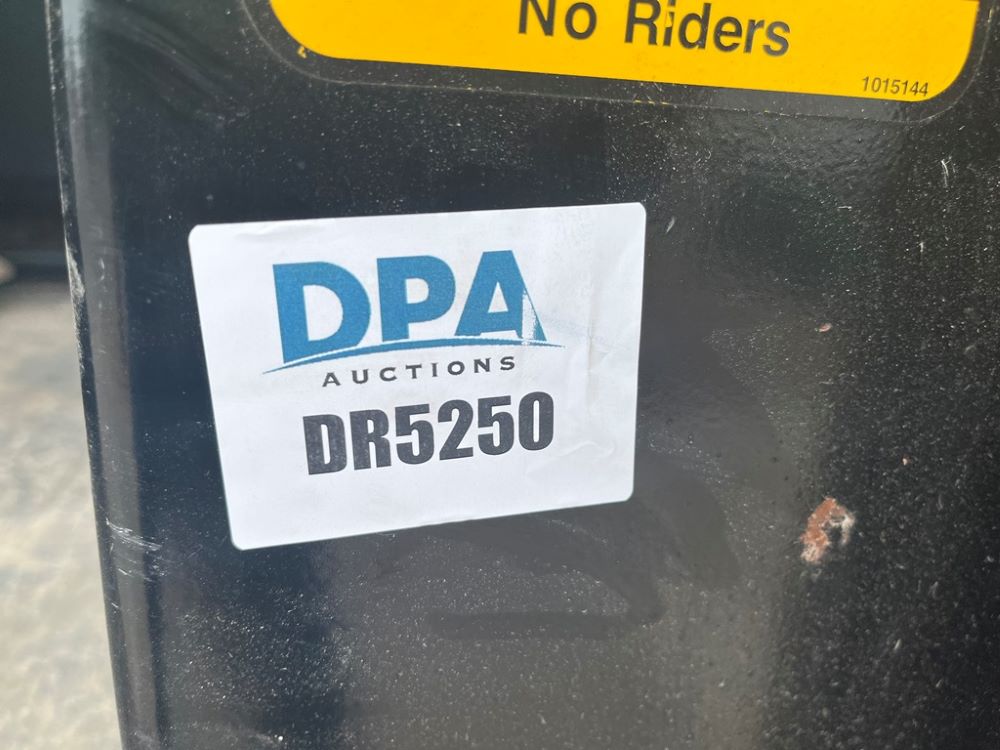 No Riders
1015144
DPA
AUCTIONS
DR5250